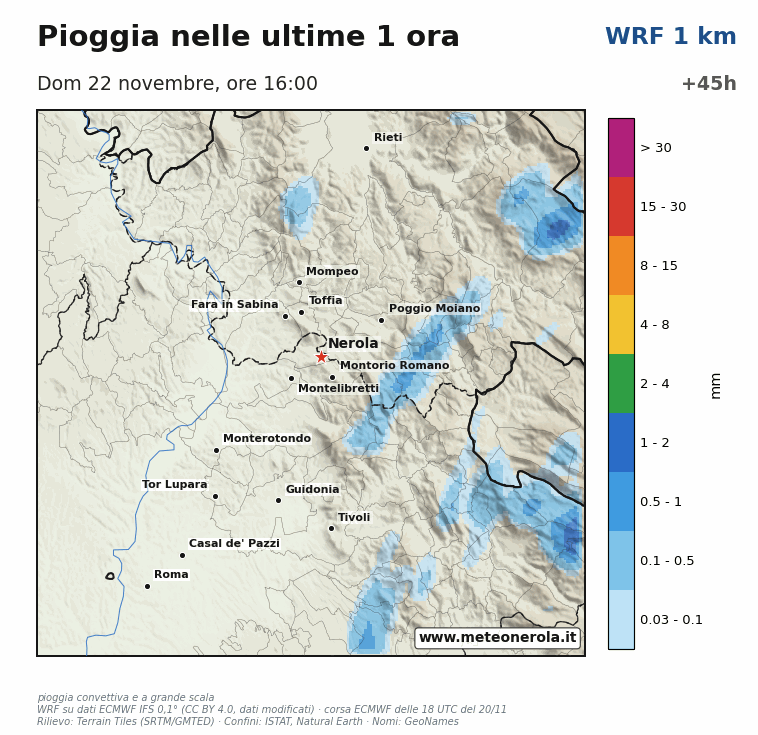 Pioggia nelle ultime 1 ora
WRF 1 km
Dom 22 novembre, ore 16:00
+45h
Rieti
Mompeo
Fara in Sabina
Toffia
Poggio Moiano
Nerola
Montorio Romano
Montelibretti
Monterotondo
Tor Lupara
Guidonia
Tivoli
Casal de' Pazzi
Roma
www.meteonerola.it
> 30
15 - 30
8 - 15
4 - 8
2 - 4
1 - 2
0.5 - 1
0.1 - 0.5
0.03 - 0.1
mm
pioggia convettiva e a grande scala
WRF su dati ECMWF IFS 0,1° (CC BY 4.0, dati modificati) · corsa ECMWF delle 18 UTC del 20/11
Rilievo: Terrain Tiles (SRTM/GMTED) · Confini: ISTAT, Natural Earth · Nomi: GeoNames